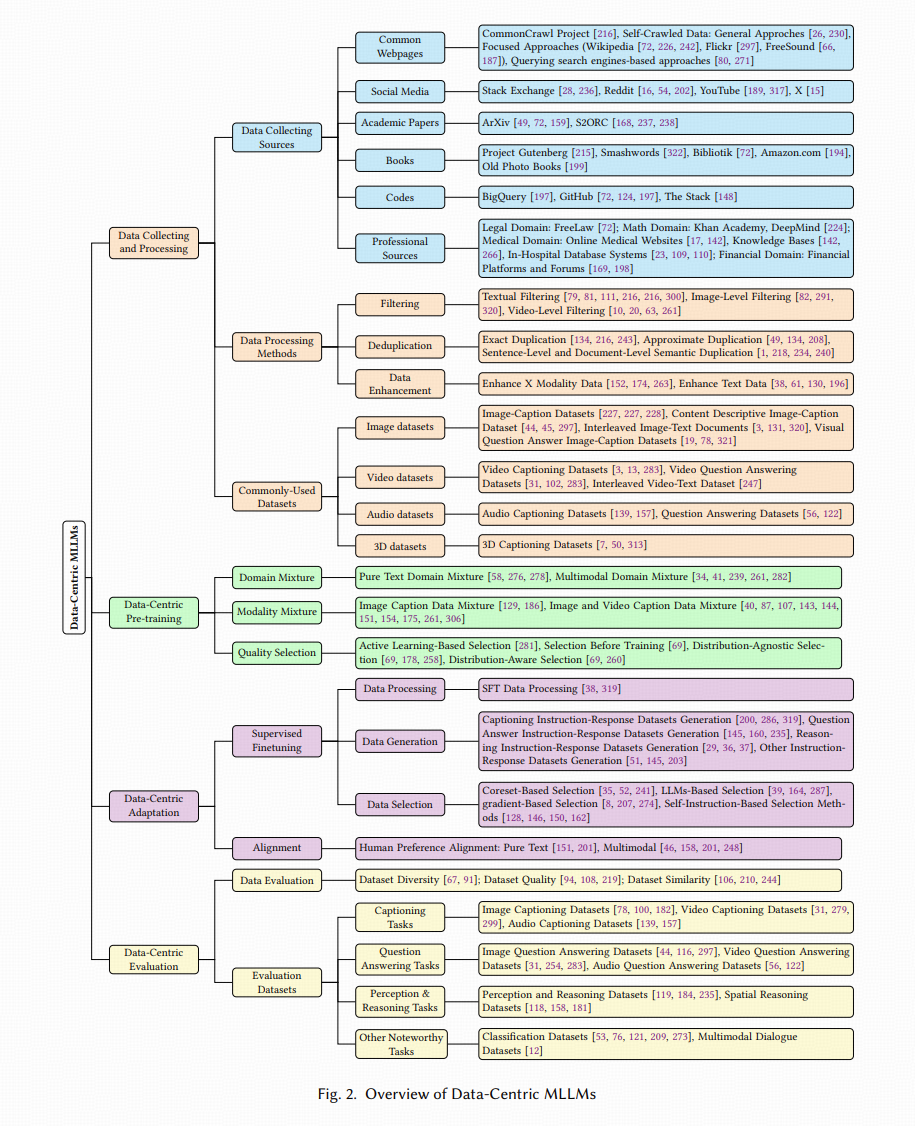 Common
Webpages
CommonCrawl Project [216], Self-Crawled Data: General Approches [26, 230],
Focused Approaches (Wikipedia [72, 226, 242], Flickr [297], FreeSound [66,
187]), Querying search engines-based approaches [80, 271]
Social Media
Stack Exchange [28, 236], Reddit [16, 54, 202], YouTube [189, 317], X [15]
Data Collecting
Sources
Academic Papers
ArXiv [49, 72, 159], S2ORC [168, 237, 238]
Books
Project Gutenberg [215], Smashwords [322], Bibliotik [72], Amazon.com [194],
Old Photo Books [199]
Codes
BigQuery [197], GitHub [72, 124, 197], The Stack [148]
Professional
Sources
Legal Domain: FreeLaw [72]; Math Domain: Khan Academy, DeepMind [224];
Medical Domain: Online Medical Websites [17, 142], Knowledge Bases [142,
266], In-Hospital Database Systems [23, 109, 110]; Financial Domain: Financial
Platforms and Forums [169, 198]
Data Collecting
and Processing
Filtering
Textual Filtering [79, 81, 111, 216, 216, 300], Image-Level Filtering [82, 291,
320], Video-Level Filtering [10, 20, 63, 261]
Data Processing
Methods
Deduplication
Exact Duplication [134, 216, 243], Approximate Duplication [49, 134, 208],
Sentence-Level and Document-Level Semantic Duplication [1, 218, 234, 240]
Data
Enhancement
Enhance X Modality Data [152, 174, 263], Enhance Text Data [38, 61, 130, 196]
Image datasets
Image-Caption Datasets [227, 227, 228], Content Descriptive Image-Caption
Dataset [44, 45, 297], Interleaved Image-Text Documents [3, 131, 320], Visual
Question Answer Image-Caption Datasets [19, 78, 321]
Commonly-Used
Datasets
Video datasets
Video Captioning Datasets [3, 13, 283], Video Question Answering
Datasets [31, 102, 283], Interleaved Video-Text Dataset [247]
Audio datasets
Audio Captioning Datasets [139, 157], Question Answering Datasets [56, 122]
3D datasets
3D Captioning Datasets [7, 50, 313]
Data-Centric MLLMs
Data-Centric
Pre-training
Domain Mixture
Pure Text Domain Mixture [58, 276, 278], Multimodal Domain Mixture [34, 41, 239, 261, 282]
Modality Mixture
Image Caption Data Mixture [129, 186], Image and Video Caption Data Mixture [40, 87, 107, 143, 144,
151, 154, 175, 261, 306]
Quality Selection
Active Learning-Based Selection [281], Selection Before Training [69], Distribution-Agnostic Selec-
tion [69, 178, 258], Distribution-Aware Selection [69, 260]
Data Processing
SFT Data Processing [38, 319]
Supervised
Finetuning
Data Generation
Captioning Instruction-Response Datasets Generation [200, 286, 319], Question
Answer Instruction-Response Datasets Generation [145, 160, 235], Reason-
ing Instruction-Response Datasets Generation [29, 36, 37], Other Instruction-
Response Datasets Generation [51, 145, 203]
Data-Centric
Adaptation
Data Selection
Coreset-Based Selection [35, 52, 241], LLMs-Based Selection [39, 164, 287],
gradient-Based Selection [8, 207, 274], Self-Instruction-Based Selection Meth-
ods [128, 146, 150, 162]
Alignment
Human Preference Alignment: Pure Text [151, 201], Multimodal [46, 158, 201, 248]
Data Evaluation
Dataset Diversity [67, 91]; Dataset Quality [94, 108, 219]; Dataset Similarity [106, 210, 244]
Data-Centric
Evaluation
Captioning
Tasks
Image Captioning Datasets [78, 100, 182], Video Captioning Datasets [31, 279,
299], Audio Captioning Datasets [139, 157]
Evaluation
Datasets
Question
Answering Tasks
Image Question Answering Datasets [44, 116, 297], Video Question Answering
Datasets [31, 254, 283], Audio Question Answering Datasets [56, 122]
Perception &
Reasoning Tasks
Perception and Reasoning Datasets [119, 184, 235], Spatial Reasoning
Datasets [118, 158, 181]
Other Noteworthy
Tasks
Classification Datasets [53, 76, 121, 209, 273], Multimodal Dialogue
Datasets [12]
Fig. 2. Overview of Data-Centric MLLMs